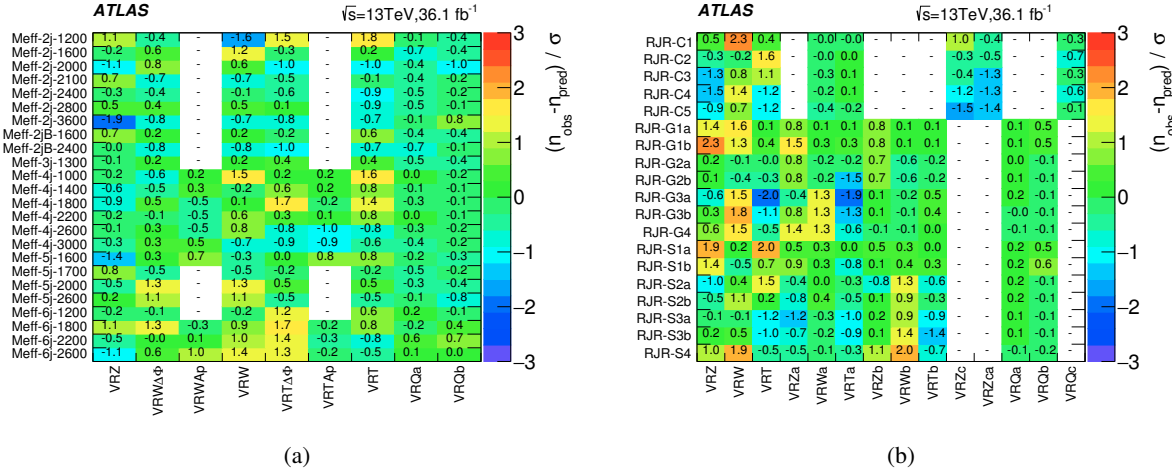 ATLAS
√s=13TeV,36.1 fb⁻¹
Meff-2j-1200 1.1 -0.4 - -1.6 1.5 - 1.8 -0.1 -0.4
Meff-2j-1600 -0.2 0.6 - 1.2 -0.3 - -0.7 -0.2 -0.0
Meff-2j-2000 -1.1 0.8 - 0.6 -1.0 - -1.0 -0.4 -1.0
Meff-2j-2100 0.7 -0.7 - -0.7 -0.5 - -0.1 -0.4 -0.2
Meff-2j-2400 -0.3 -0.4 - -0.1 -0.6 - -0.9 -0.5 -0.2
Meff-2j-2800 0.5 0.4 - 0.5 0.1 - -0.9 -0.2 -0.1
Meff-2j-3600 -1.9 -0.8 - -0.7 -0.8 - -0.6 -0.1 0.8
Meff-2jB-1600 0.7 0.2 - 0.2 -0.2 - 0.6 -0.4 -0.4
Meff-2jB-2400 -0.0 -0.8 - -0.8 -1.0 - -0.9 -0.7 -0.2
Meff-3j-1300 -0.1 0.2 - 0.2 0.4 - -0.5 -0.4 -0.4
Meff-4j-1000 -0.2 -0.6 0.2 1.5 0.2 0.2 1.6 0.0 -0.2
Meff-4j-1400 -0.6 -0.5 0.3 -0.2 0.6 0.2 0.8 -0.1 -0.2
Meff-4j-1800 -0.9 0.2 -0.5 0.1 1.7 -0.2 1.4 -0.1 -0.3
Meff-4j-2200 -0.2 -0.1 -0.5 0.6 0.3 0.1 0.8 0.0 -0.1
Meff-4j-2600 -0.4 -0.2 -0.6 0.8 -0.8 -1.0 -0.3 -0.2 -0.2
Meff-4j-3000 -0.3 0.3 0.5 -0.7 -0.9 -0.9 -0.4 -0.3 -0.3
Meff-5j-1600 -1.4 0.3 0.7 -0.3 0.0 0.8 0.8 -0.5 -0.1
Meff-5j-1700 0.8 -0.5 - -0.5 -0.2 - -0.2 -0.4 -0.2
Meff-5j-2000 -0.5 1.3 - 1.3 0.5 - -0.5 -0.1 -0.4
Meff-5j-2600 0.2 1.1 - 1.1 -0.5 - -0.5 -0.1 -0.8
Meff-6j-1200 -0.2 -0.1 - -0.2 1.2 - 0.6 0.2 -0.1
Meff-6j-1800 1.1 1.3 -0.3 0.9 1.7 -0.2 0.8 -0.2 0.4
Meff-6j-2200 -0.2 -0.0 0.1 0.4 1.4 -0.3 -0.8 0.6 0.7
Meff-6j-2600 -1.1 0.6 1.0 1.4 1.3 -0.2 -0.5 0.1 0.0
VRZ VRWΔΦ VRWAp VRW VRTΔΦ VRTAp VRT VRQa VRQb
3 2 1 0 −1 −2 −3
(n_obs-n_pred) / σ
(a)
ATLAS
√s=13TeV,36.1 fb⁻¹
RJR-C1 0.5 2.3 0.4 - -0.0 -0.0 - - - 1.0 -0.4 - - -0.3
RJR-C2 -0.3 -0.2 1.6 - -0.3 0.1 - - - -0.3 -0.0 - - -0.7
RJR-C3 -1.3 0.8 1.1 - -0.3 0.1 - - - -0.4 -1.3 - - -0.3
RJR-C4 -1.5 1.4 -1.2 - -0.2 0.1 - - - -1.2 -1.3 - - -0.6
RJR-C5 -0.9 0.7 -1.2 - -0.4 -0.2 - - - -1.5 -1.4 - - -0.1
RJR-G1a 1.4 1.6 0.1 0.8 0.1 0.1 0.8 0.1 0.1 - - 0.1 0.5 -
RJR-G1b 2.3 1.3 0.3 1.5 0.1 0.1 0.8 0.1 0.1 - - 0.1 0.5 -
RJR-G2a 0.2 -0.1 -0.0 0.8 -0.2 -0.2 0.7 -0.6 -0.2 - - 0.0 -0.1 -
RJR-G2b 0.1 -0.4 -0.3 0.8 -0.2 -1.5 0.7 -0.6 -0.2 - - 0.1 -0.1 -
RJR-G3a -0.6 1.5 -2.0 -0.4 1.3 -1.9 0.1 -0.2 0.5 - - 0.2 -0.1 -
RJR-G3b 0.3 1.8 -1.1 0.8 1.3 -1.3 0.1 -0.1 0.1 - - -0.0 -0.1 -
RJR-G4 0.6 1.5 -0.5 1.4 1.3 -0.6 -0.1 -0.1 0.0 - - 0.1 -0.1 -
RJR-S1a 1.9 0.2 2.0 0.5 0.3 0.0 0.5 0.3 0.3 - - 0.2 0.5 -
RJR-S1b 1.4 -0.5 0.7 0.9 0.3 -0.8 0.1 0.4 0.3 - - 0.2 0.6 -
RJR-S2a -1.0 0.4 1.5 -0.4 0.0 -0.3 -0.8 1.3 -0.6 - - 0.1 -0.1 -
RJR-S2b -0.5 1.1 0.2 -0.8 0.4 -0.5 -0.1 0.9 -0.3 - - 0.2 -0.1 -
RJR-S3a -0.1 0.1 -1.2 -1.2 -0.3 -0.9 -0.2 0.9 -0.3 - - 0.1 -0.1 -
RJR-S3b 0.2 0.5 -1.0 -0.7 -0.2 -0.9 -0.4 1.4 -1.4 - - 0.1 -0.1 -
RJR-S4 1.0 1.9 -0.5 -0.5 -0.3 -0.8 1.1 2.0 -0.7 - - -0.1 -0.2 -
VRZ VRW VRT VRZa VRWa VRTa VRZb VRWb VRTb VRZc VRZca VRQa VRQb VRQc
3 2 1 0 −1 −2 −3
(n_obs-n_pred) / σ
(b)